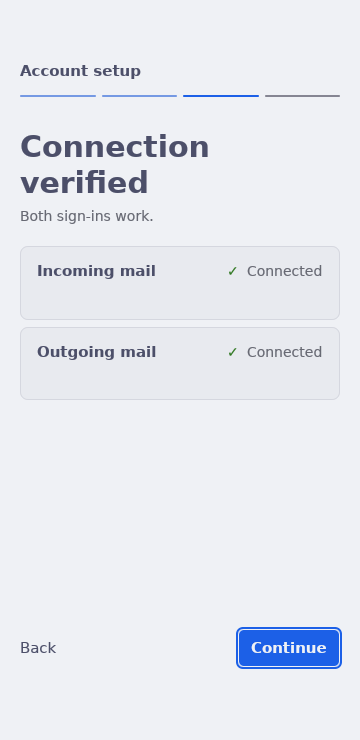 Account setup
Connection
verified
Both sign-ins work.
Incoming mail ✓ Connected
Outgoing mail ✓ Connected
Back Continue